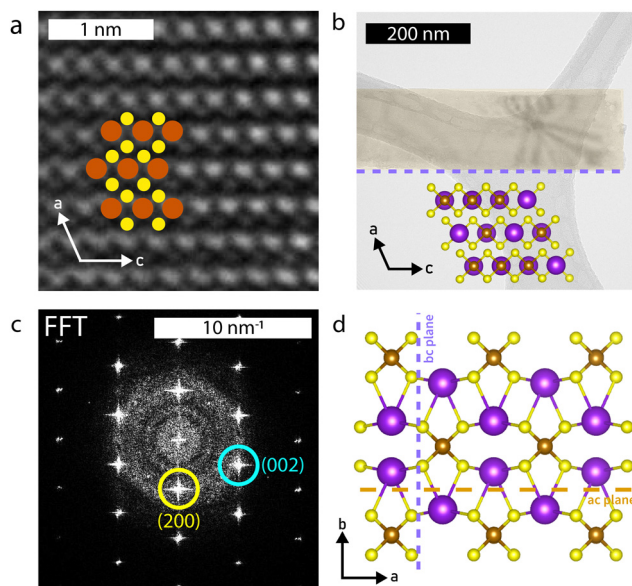 a
1 nm
a
c
b
200 nm
a
c
c
FFT
10 nm⁻¹
(002)
(200)
d
bc plane
ac plane
b
a